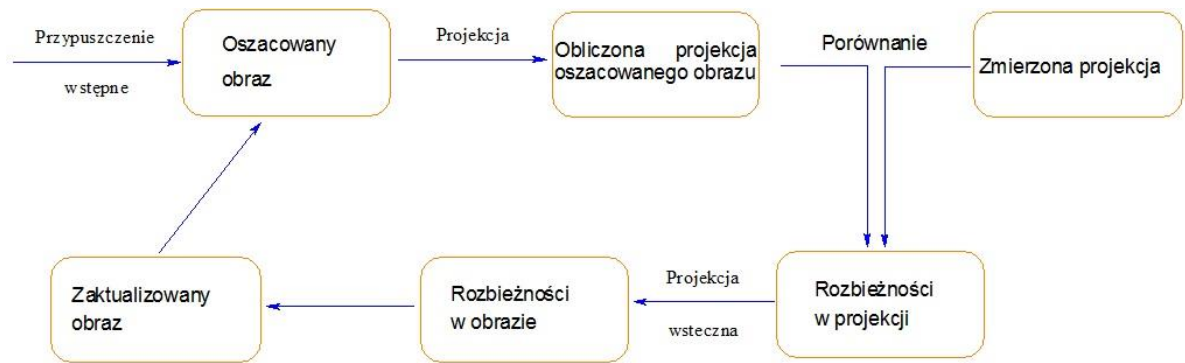 Przypuszczenie
wstępne
Oszacowany
obraz
Projekcja
Obliczona projekcja
oszacowanego obrazu
Porównanie
Zmierzona projekcja
Zaktualizowany
obraz
Rozbieżności
w obrazie
Projekcja
wsteczna
Rozbieżności
w projekcji